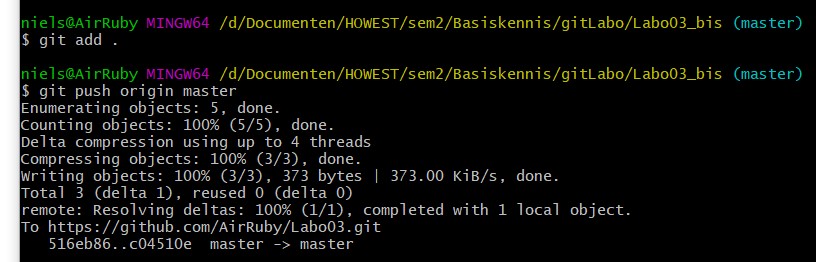 niels@AirRuby MINGW64 /d/Documenten/HOWEST/sem2/Basiskennis/gitLabo/Labo03_bis (master)
$ git add .
niels@AirRuby MINGW64 /d/Documenten/HOWEST/sem2/Basiskennis/gitLabo/Labo03_bis (master)
$ git push origin master
Enumerating objects: 5, done.
Counting objects: 100% (5/5), done.
Delta compression using up to 4 threads
Compressing objects: 100% (3/3), done.
Writing objects: 100% (3/3), 373 bytes | 373.00 KiB/s, done.
Total 3 (delta 1), reused 0 (delta 0)
remote: Resolving deltas: 100% (1/1), completed with 1 local object.
To https://github.com/AirRuby/Labo03.git
   516eb86..c04510e  master -> master